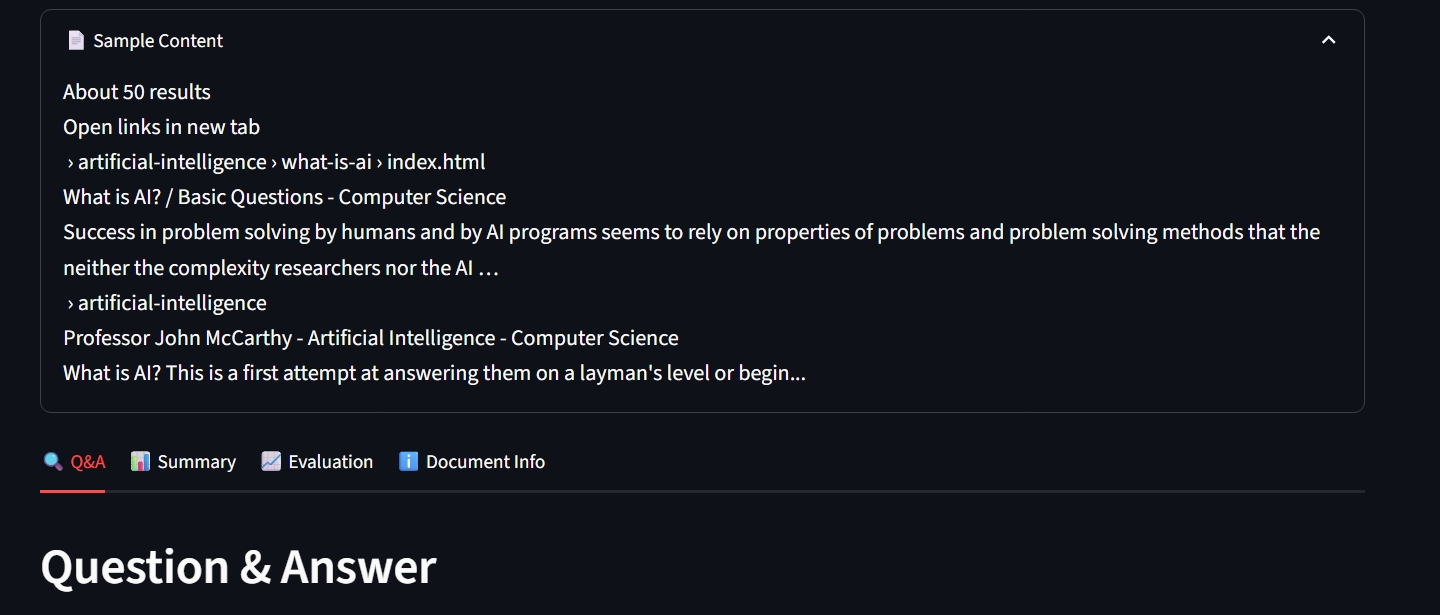 Sample Content
About 50 results
Open links in new tab
› artificial-intelligence › what-is-ai › index.html
What is AI? / Basic Questions - Computer Science
Success in problem solving by humans and by AI programs seems to rely on properties of problems and problem solving methods that the
neither the complexity researchers nor the AI …
› artificial-intelligence
Professor John McCarthy - Artificial Intelligence - Computer Science
What is AI? This is a first attempt at answering them on a layman's level or begin...
Q&A Summary Evaluation Document Info
Question & Answer